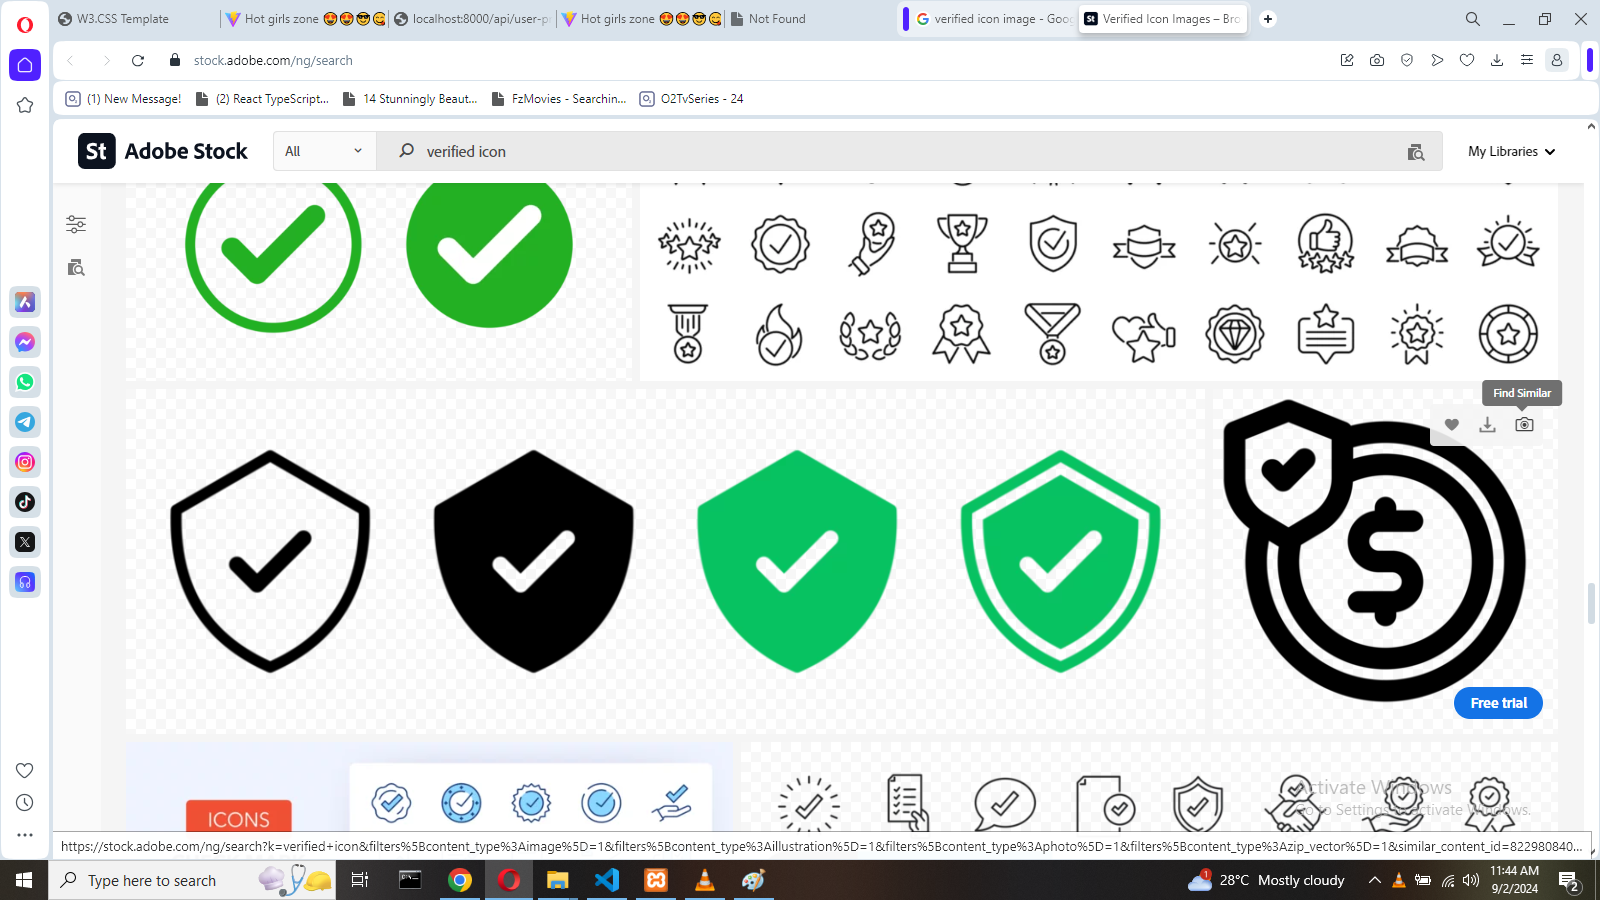 W3.CSS Template
Hot girls zone 😍😍😎😋
localhost:8000/api/user-p
Hot girls zone 😍😍😎😋
Not Found
verified icon image - Goo
St Verified Icon Images – Bro
stock.adobe.com/ng/search
(1) New Message!
(2) React TypeScript...
14 Stunningly Beaut...
FzMovies - Searchin...
O2TvSeries - 24
St Adobe Stock
All
verified icon
My Libraries
Find Similar
$
Free trial
ICONS
Activate Windows
Go to Settings to activate Windows.
https://stock.adobe.com/ng/search?k=verified+icon&filters%5Bcontent_type%3Aimage%5D=1&filters%5Bcontent_type%3Aillustration%5D=1&filters%5Bcontent_type%3Aphoto%5D=1&filters%5Bcontent_type%3Azip_vector%5D=1&similar_content_id=822980840...
Type here to search
1
28°C Mostly cloudy
11:44 AM
9/2/2024
2